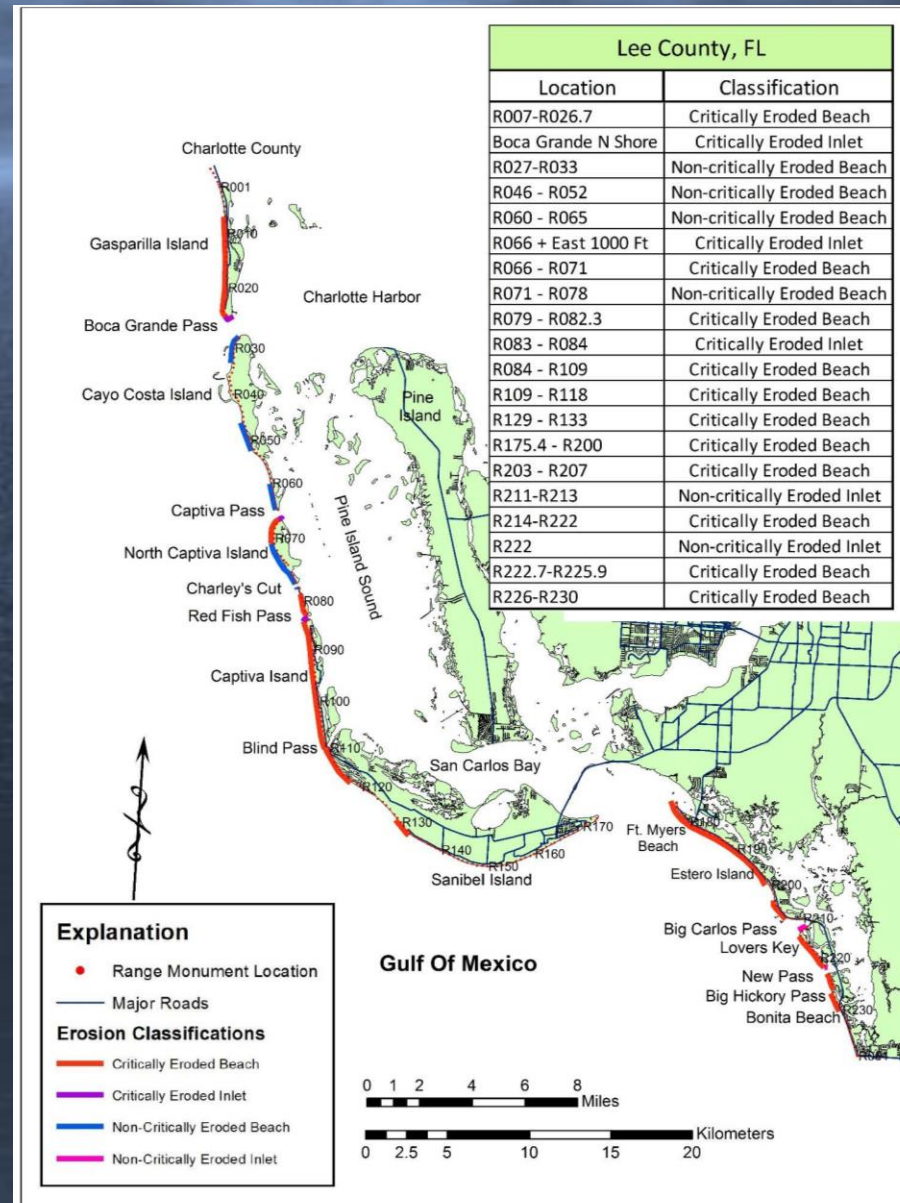 Lee County, FL
Location Classification
R007-R026.7 Critically Eroded Beach
Boca Grande N Shore Critically Eroded Inlet
R027-R033 Non-critically Eroded Beach
R046 - R052 Non-critically Eroded Beach
R060 - R065 Non-critically Eroded Beach
R066 + East 1000 Ft Critically Eroded Inlet
R066 - R071 Critically Eroded Beach
R071 - R078 Non-critically Eroded Beach
R079 - R082.3 Critically Eroded Beach
R083 - R084 Critically Eroded Inlet
R084 - R109 Critically Eroded Beach
R109 - R118 Critically Eroded Beach
R129 - R133 Critically Eroded Beach
R175.4 - R200 Critically Eroded Beach
R203 - R207 Critically Eroded Beach
R211-R213 Non-critically Eroded Inlet
R214-R222 Critically Eroded Beach
R222 Non-critically Eroded Inlet
R222.7-R225.9 Critically Eroded Beach
R226-R230 Critically Eroded Beach
Charlotte County
R001
R010
Gasparilla Island
R020
Charlotte Harbor
Boca Grande Pass
R030
Cayo Costa Island
R040
Pine
Island
R050
R060
Captiva Pass
Pine Island Sound
R070
North Captiva Island
Charley's Cut
R080
Red Fish Pass
R090
Captiva Isand
R100
Blind Pass
R110
San Carlos Bay
R120
R130
R170
R140
R160
R150
Sanibel Island
R180
Ft. Myers
Beach
R190
Estero Island
R200
R210
Big Carlos Pass
Lovers Key
R220
New Pass
Big Hickory Pass
R230
Bonita Beach
Gulf Of Mexico
Explanation
Range Monument Location
Major Roads
Erosion Classifications
Critically Eroded Beach
Critically Eroded Inlet
Non-Critically Eroded Beach
Non-Critically Eroded Inlet
0 1 2 4 6 8
Miles
Kilometers
0 2.5 5 10 15 20